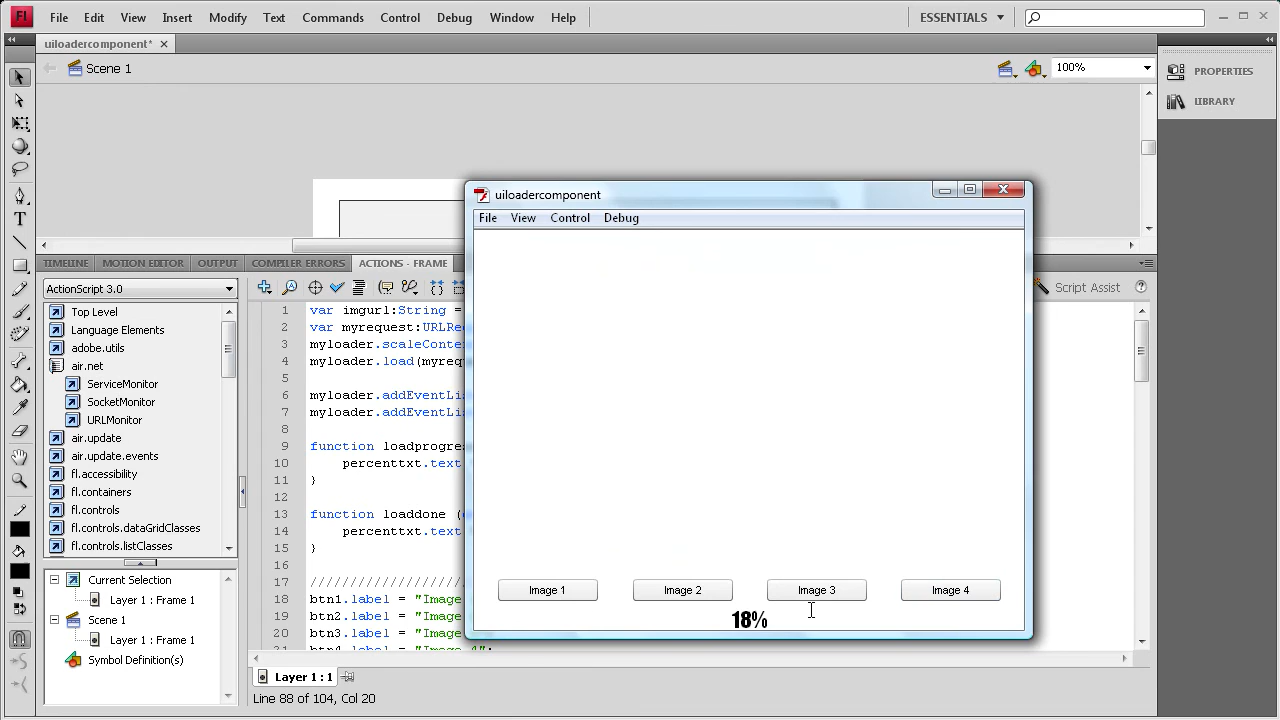 Fl File Edit View Insert Modify Text Commands Control Debug Window Help ESSENTIALS
uiloadercomponent*
Scene 1 100%
PROPERTIES
LIBRARY
uiloadercomponent
File View Control Debug
TIMELINE MOTION EDITOR OUTPUT COMPILER ERRORS ACTIONS - FRAME
ActionScript 3.0 Script Assist
Top Level
Language Elements
adobe.utils
air.net
ServiceMonitor
SocketMonitor
URLMonitor
air.update
air.update.events
fl.accessibility
fl.containers
fl.controls
fl.controls.dataGridClasses
fl.controls.listClasses
1 var imgurl:String =
2 var myrequest:URLRe
3 myloader.scaleConte
4 myloader.load(myrequ
5
6 myloader.addEventLi
7 myloader.addEventLi
8
9 function loadprogre
10 percenttxt.text
11 }
12
13 function loaddone (
14 percenttxt.text
15 }
16
17 ///////////////////
18 btn1.label = "Image
19 btn2.label = "Image
20 btn3.label = "Image
Image 1 Image 2 Image 3 Image 4
18%
Current Selection
Layer 1 : Frame 1
Scene 1
Layer 1 : Frame 1
Symbol Definition(s)
Layer 1 : 1
Line 88 of 104, Col 20